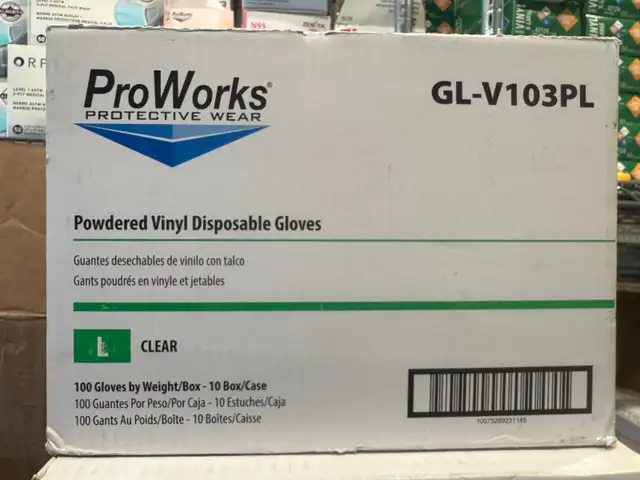 ProWorks®
PROTECTIVE WEAR
GL-V103PL
Powdered Vinyl Disposable Gloves
Guantes desechables de vinilo con talco
Gants poudrés en vinyle et jetables
L
CLEAR
100 Gloves by Weight/Box - 10 Box/Case
100 Guantes Por Peso/Por Caja - 10 Estuches/Caja
100 Gants Au Poids/Boîte - 10 Boîtes/Caisse
ProWorks
N95